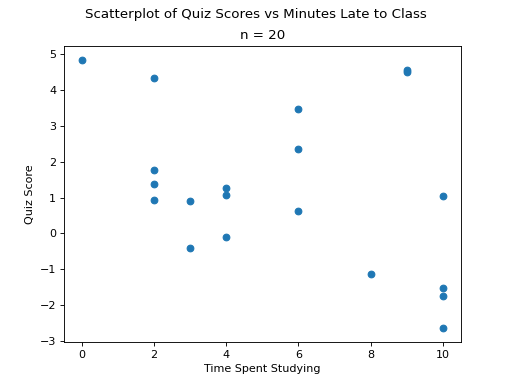 Scatterplot of Quiz Scores vs Minutes Late to Class
n = 20
5
4
3
2
1
0
−1
−2
−3
Quiz Score
0 2 4 6 8 10
Time Spent Studying